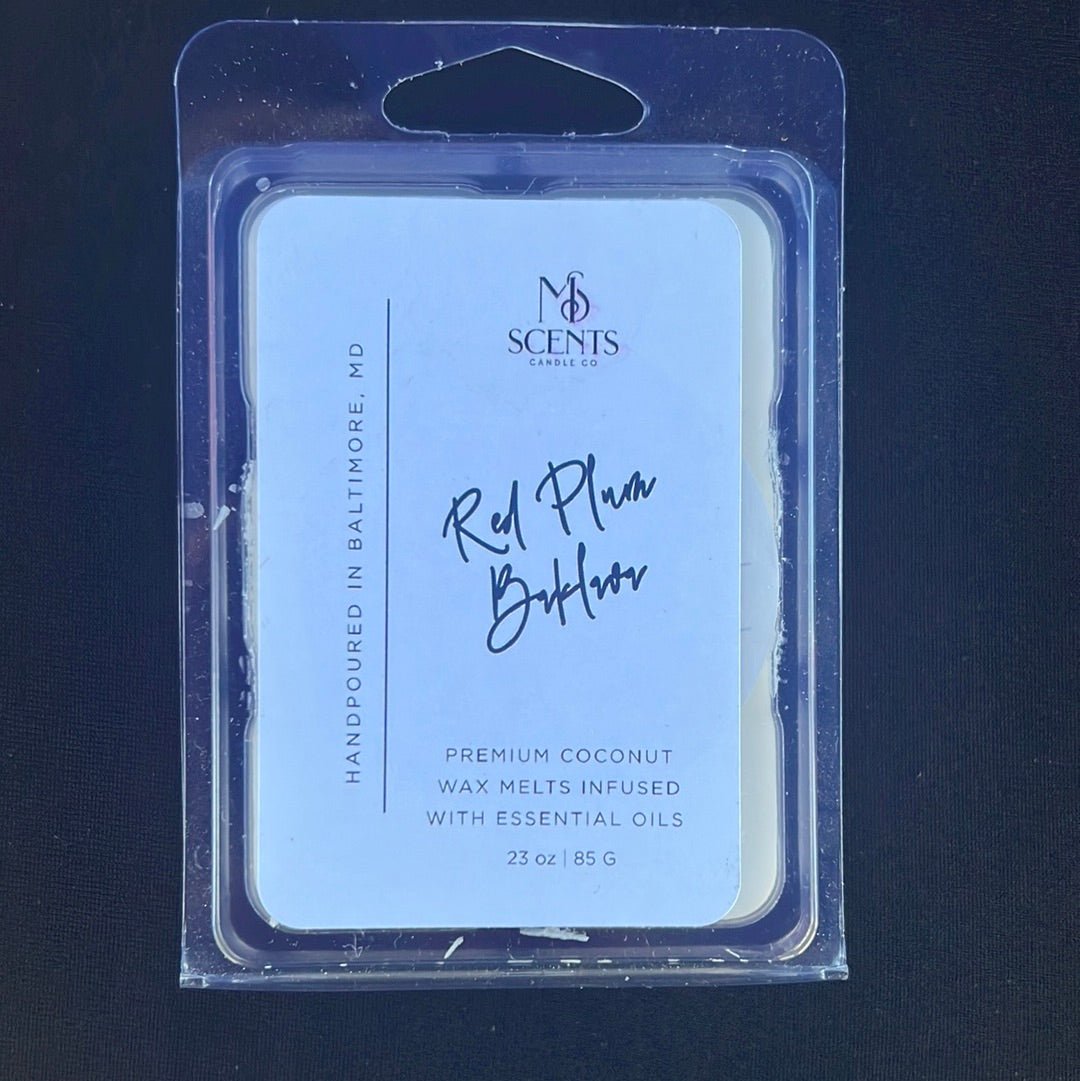 MS
SCENTS
CANDLE CO
HANDPOURED IN BALTIMORE, MD
Red Plum
Baklava
PREMIUM COCONUT
WAX MELTS INFUSED
WITH ESSENTIAL OILS
23 oz | 85 G